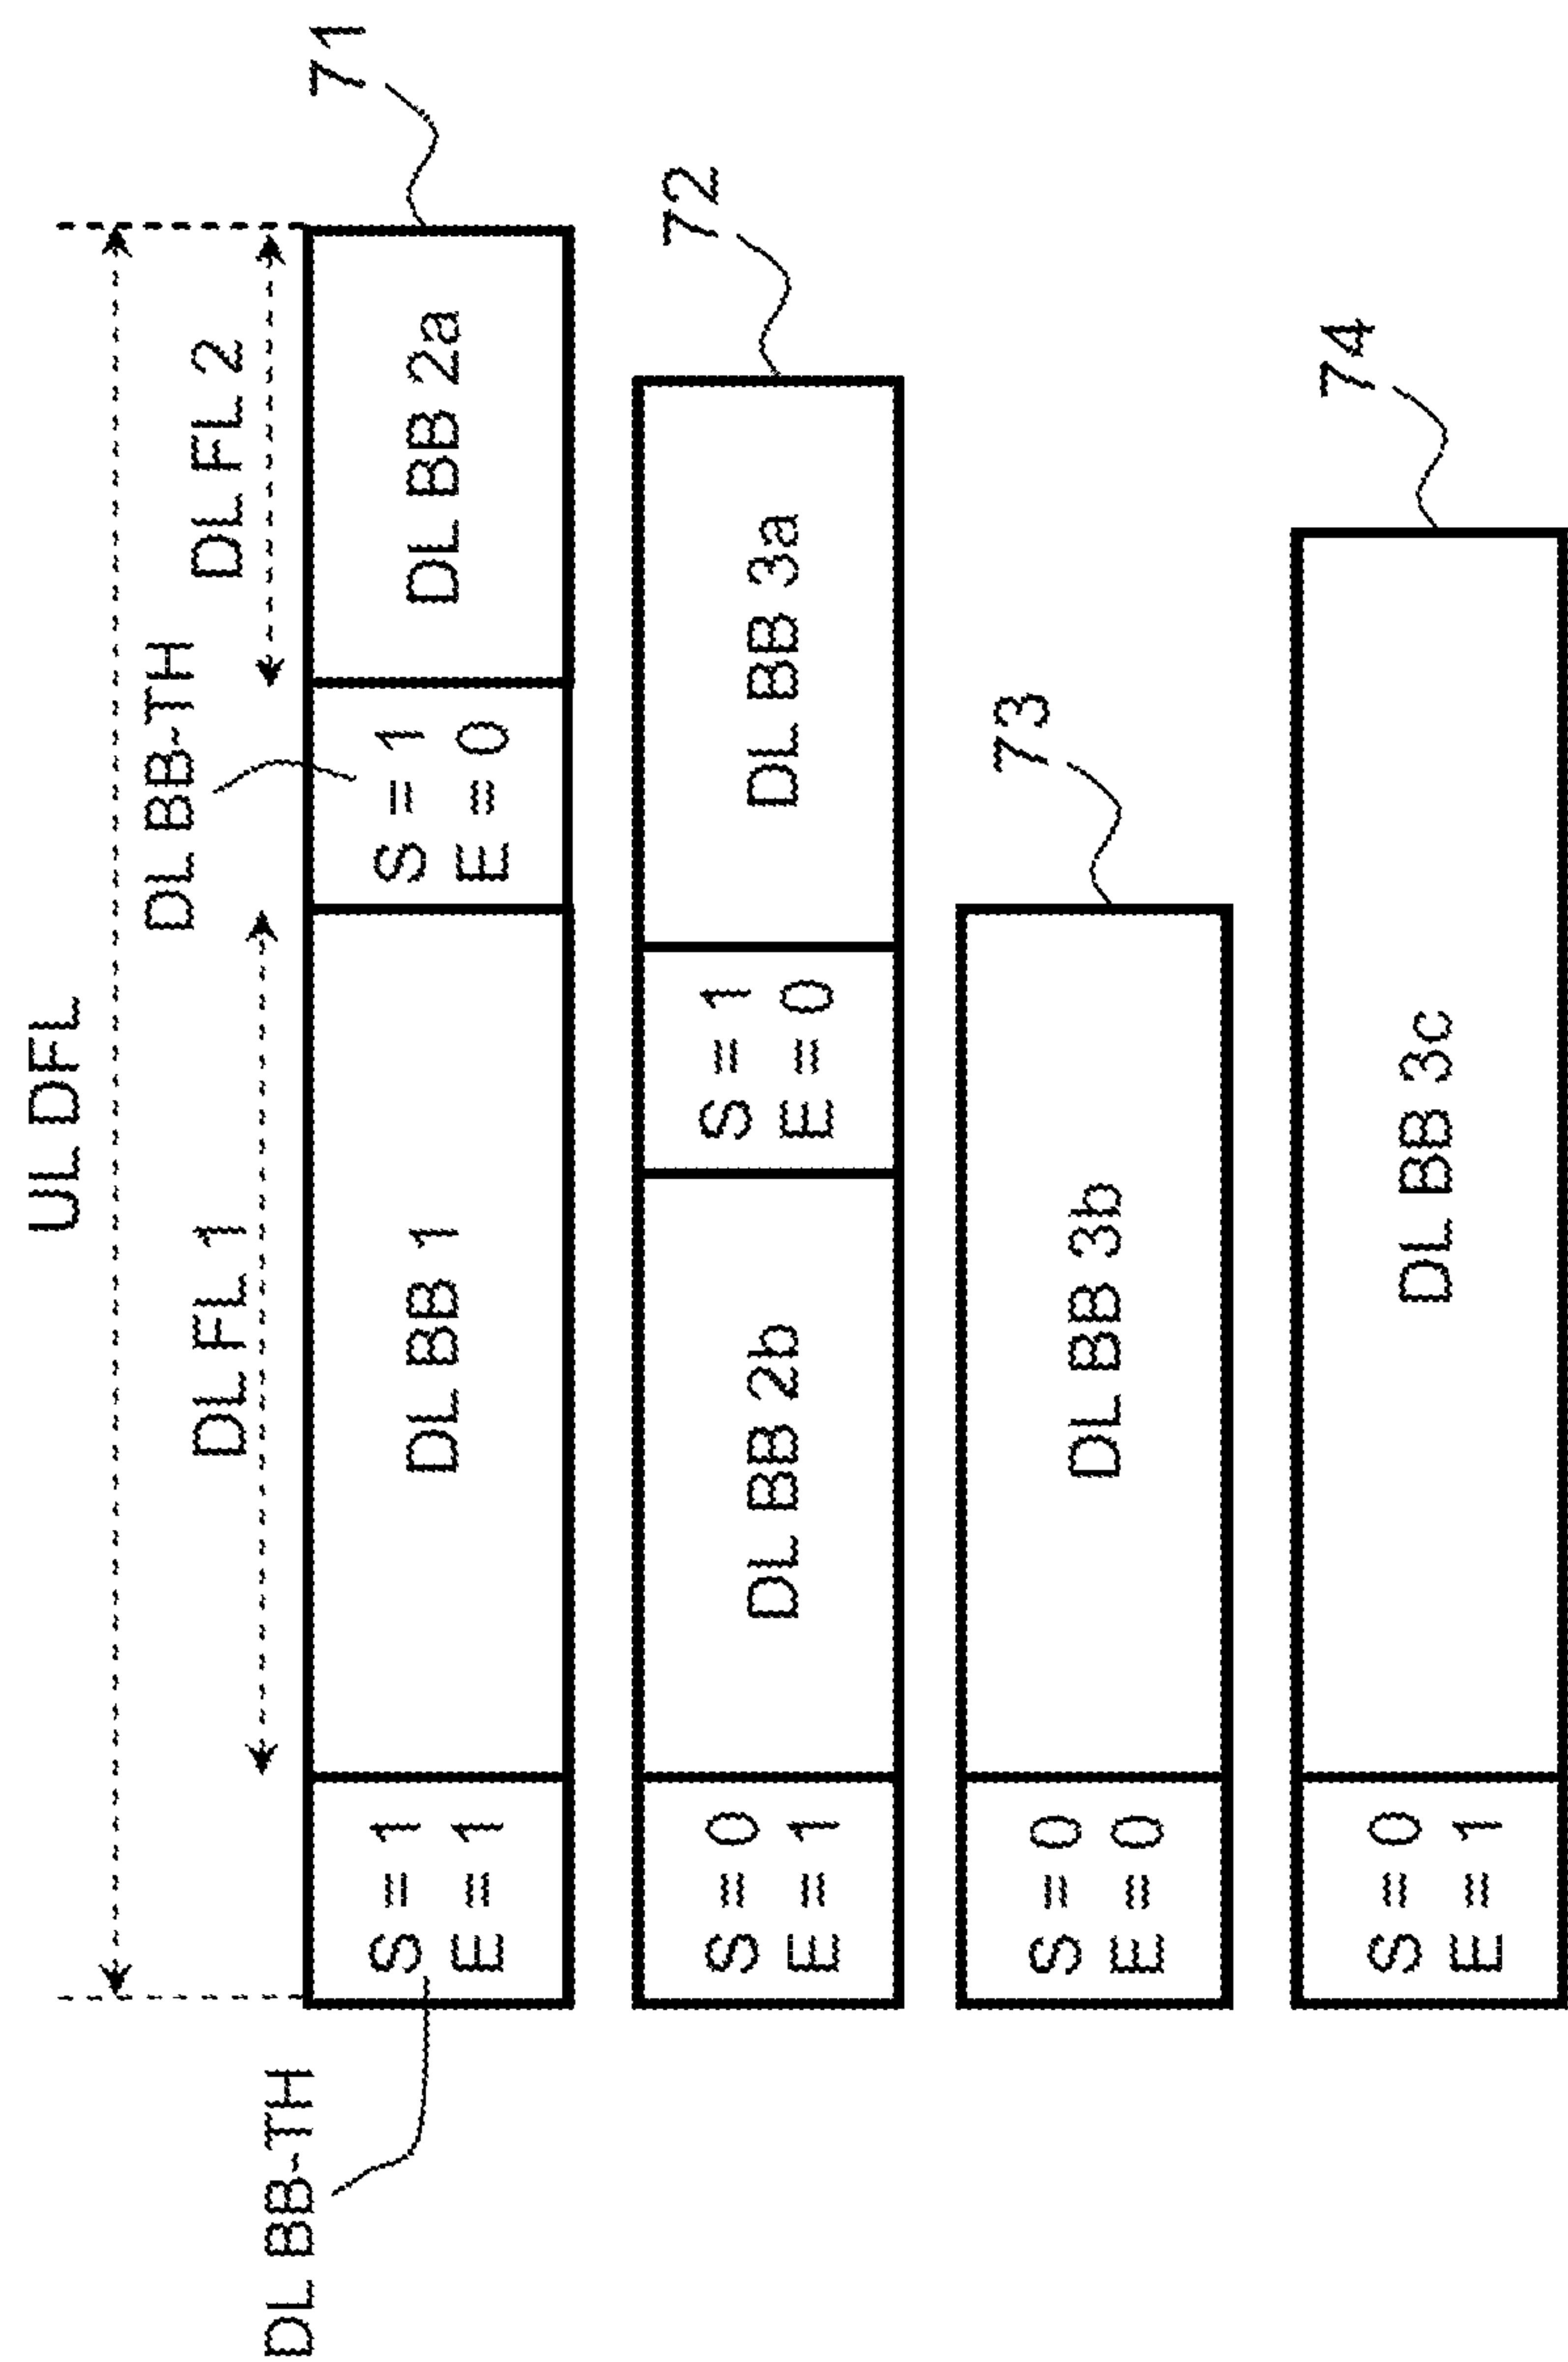 UL DFL
DL FL 1
DL FL 2
DL BB-TH
DL BB-TH
71
S = 1
E = 1
DL BB 1
S = 1
E = 0
DL BB 2a
72
S = 0
E = 1
DL BB 2b
S = 1
E = 0
DL BB 3a
73
S = 0
E = 0
DL BB 3b
74
S = 0
E = 1
DL BB 3c